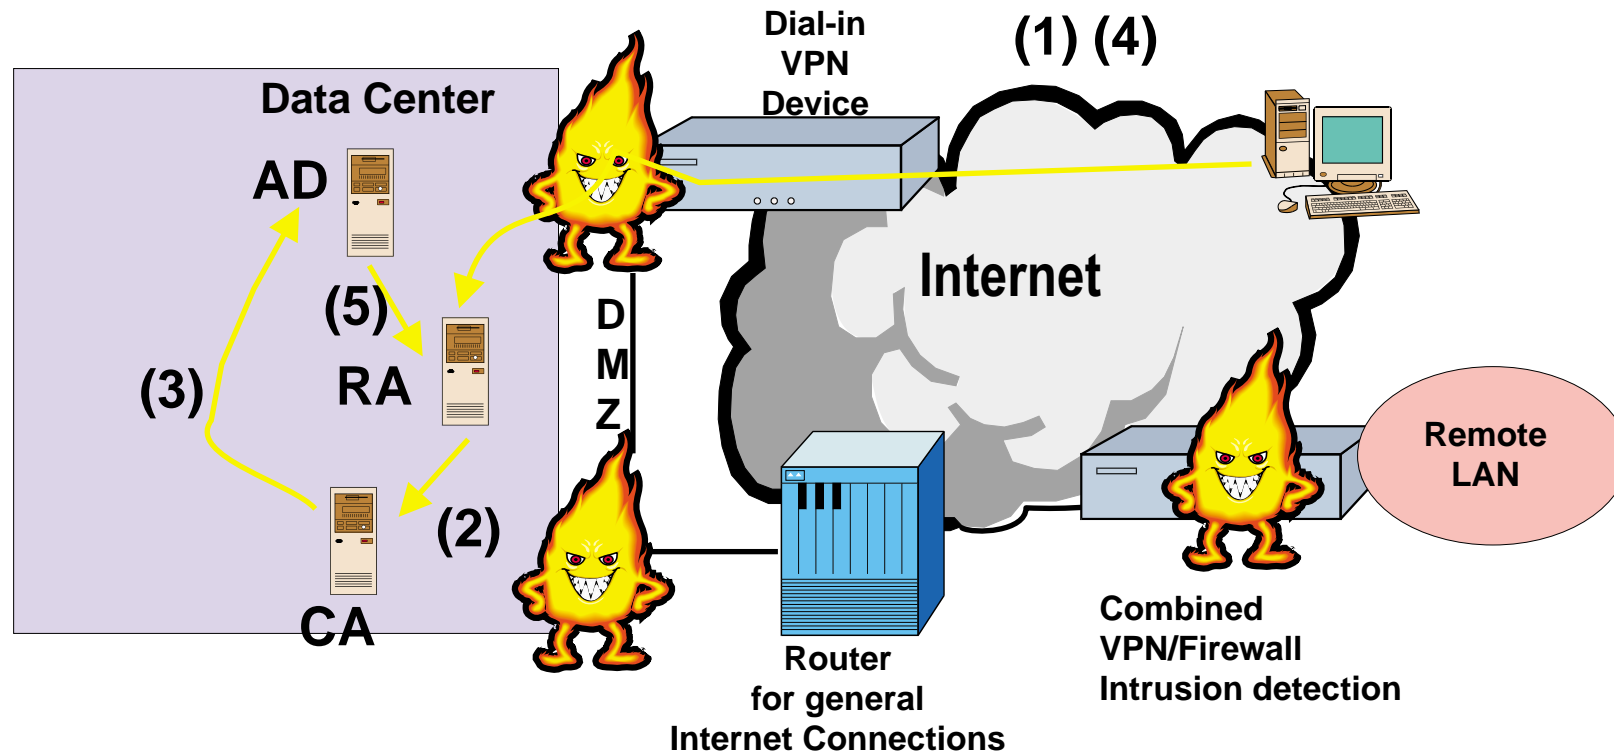 Dial-in
VPN
Device
(1) (4)
Data Center
AD
Internet
(5)
D
M
Z
(3)
RA
Remote
LAN
(2)
CA
Combined
VPN/Firewall
Intrusion detection
Router
for general
Internet Connections